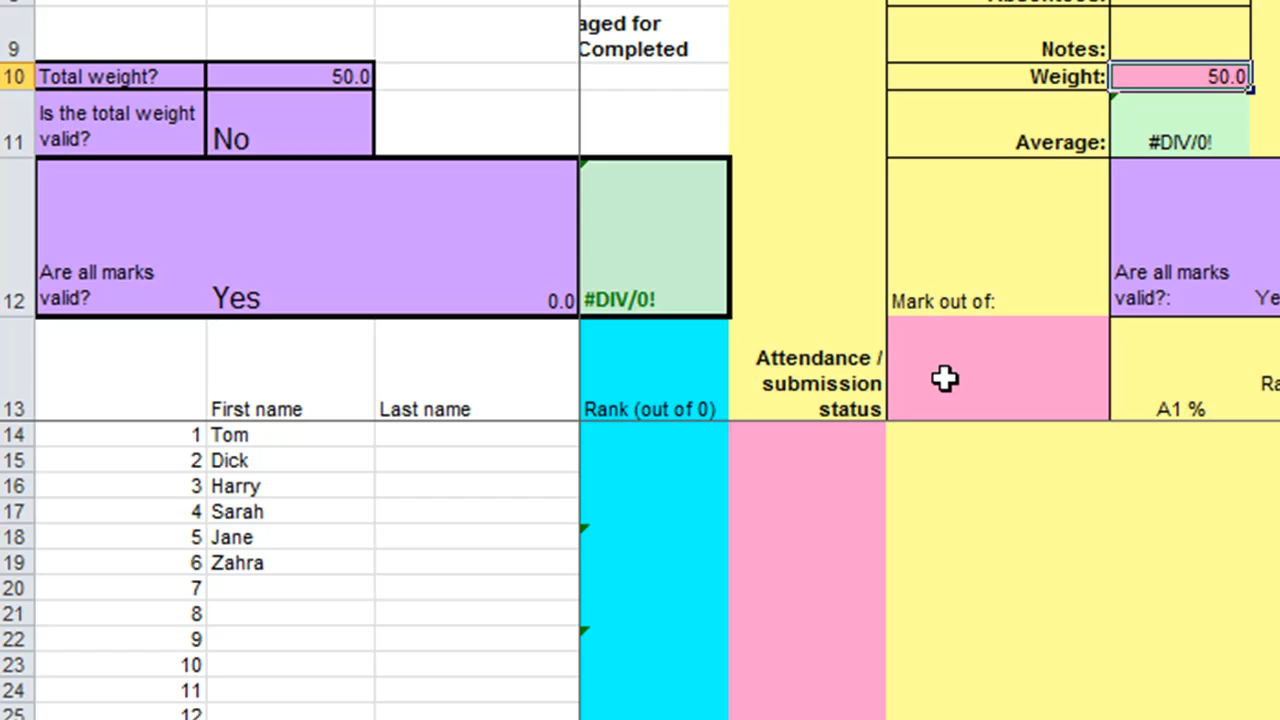 aged for
9
Completed
Notes:
10
Total weight?
50.0
Weight:
50.0
Is the total weight
valid?
11
No
Average:
#DIV/0!
Are all marks
valid?
12
Yes
0.0
#DIV/0!
Mark out of:
Are all marks
valid?:
Attendance /
submission
status
13
First name
Last name
Rank (out of 0)
A1 %
14
1
Tom
15
2
Dick
16
3
Harry
17
4
Sarah
18
5
Jane
19
6
Zahra
20
7
21
8
22
9
23
10
24
11
25
12